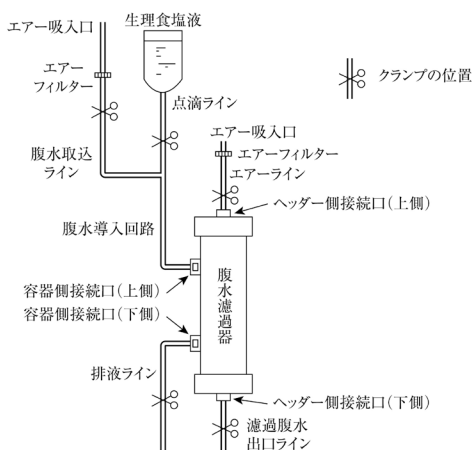 生理食塩液
エアー吸入口
エアー
フィルター
クランプの位置
点滴ライン
エアー吸入口
エアーフィルター
エアーライン
腹水取込
ライン
ヘッダー側接続口(上側)
腹水導入回路
腹水濾過器
容器側接続口(上側)
容器側接続口(下側)
排液ライン
ヘッダー側接続口(下側)
濾過腹水
出口ライン